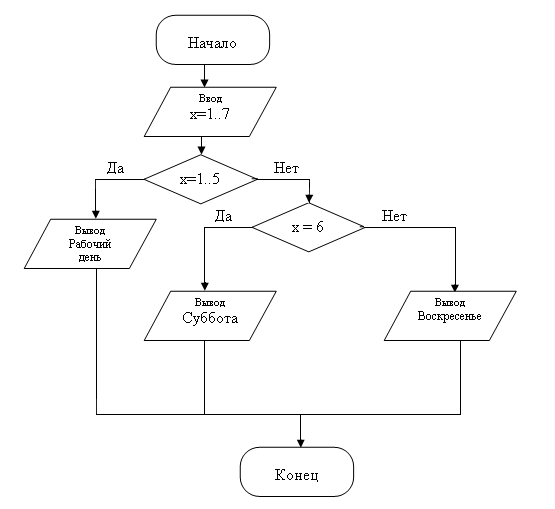 Начало
Ввод
x=1..7
Да
Нет
x=1..5
Да
Нет
x = 6
Вывод
Рабочий
день
Вывод
Суббота
Вывод
Воскресенье
Конец